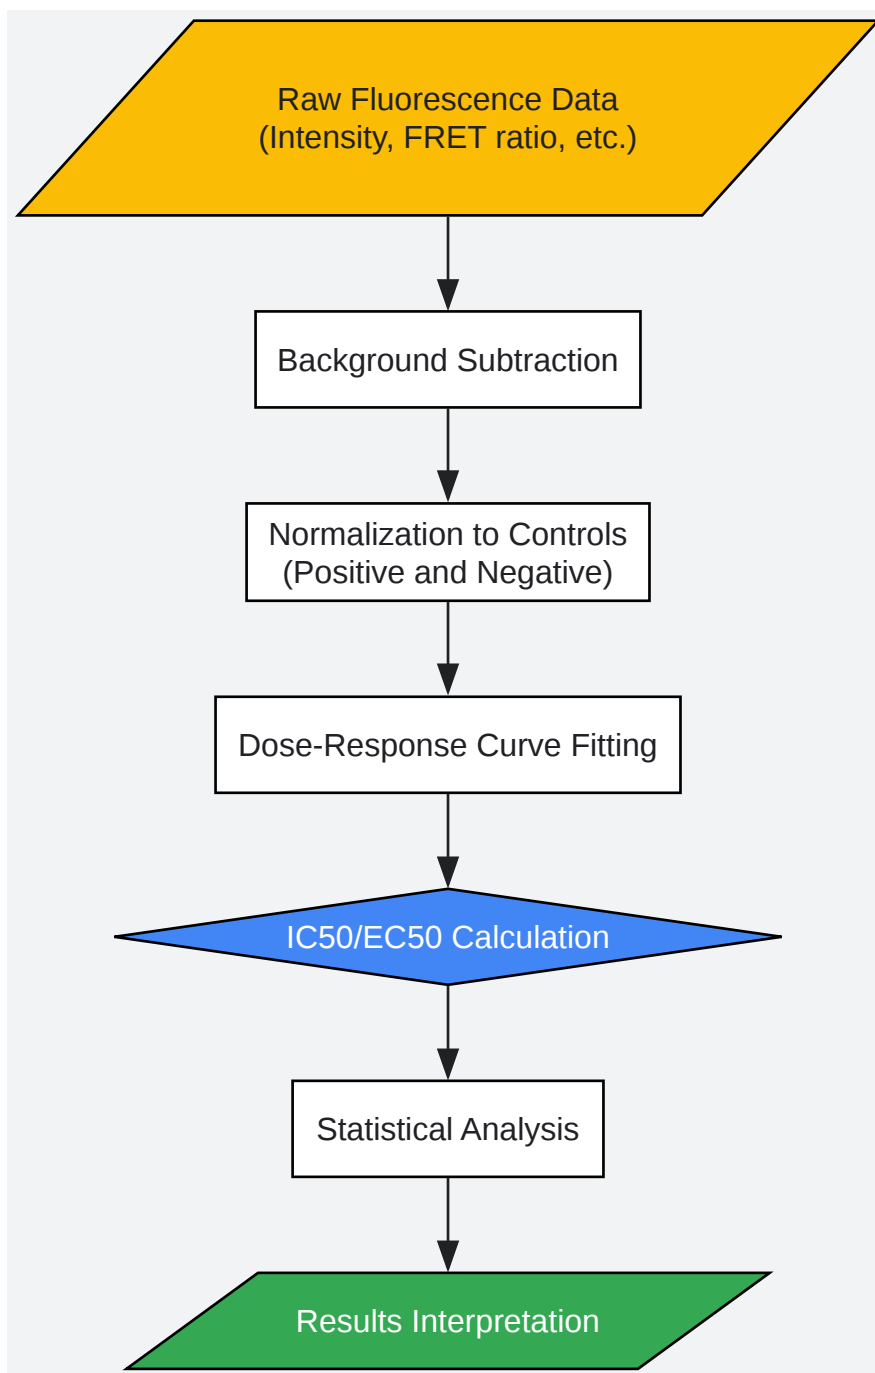 Raw Fluorescence Data
(Intensity, FRET ratio, etc.)
Background Subtraction
Normalization to Controls
(Positive and Negative)
Dose-Response Curve Fitting
IC50/EC50 Calculation
Statistical Analysis
Results Interpretation